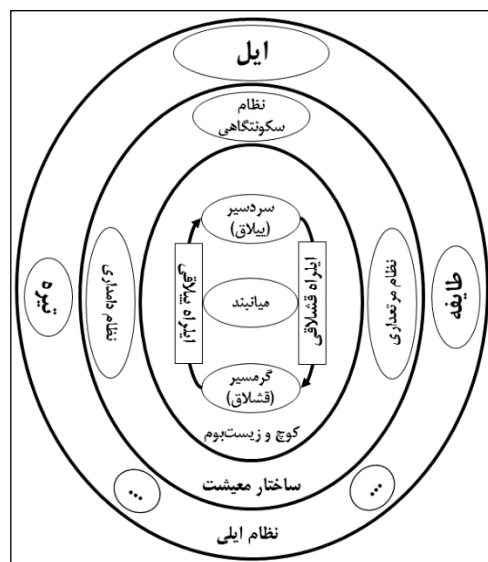 ایل
نظام
سکونتگاهی
سردسیر
(ییلاق)
طایفه
نظام مرتعداری
ایلراه قشلاقی
میانبند
ایلراه ییلاقی
نظام دامداری
تیره
گرمسیر
(قشلاق)
کوچ و زیست‌بوم
...
...
ساختار معیشت
نظام ایلی